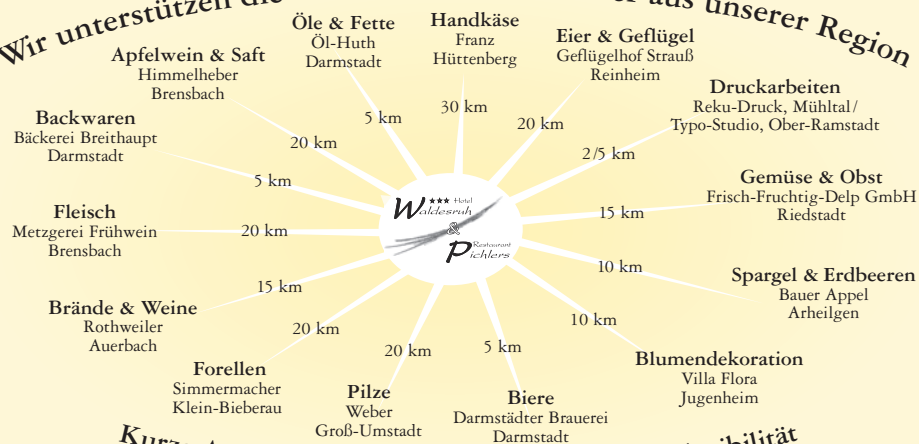 Wir unterstützen die
aus unserer Region
Öle & Fette
Öl-Huth
Darmstadt
5 km
Handkäse
Franz
Hüttenberg
30 km
Eier & Geflügel
Geflügelhof Strauß
Reinheim
20 km
Druckarbeiten
Reku-Druck, Mühltal/
Typo-Studio, Ober-Ramstadt
2/5 km
Gemüse & Obst
Frisch-Fruchtig-Delp GmbH
Riedstadt
15 km
Spargel & Erdbeeren
Bauer Appel
Arheilgen
10 km
Blumendekoration
Villa Flora
Jugenheim
10 km
Biere
Darmstädter Brauerei
Darmstadt
5 km
Pilze
Weber
Groß-Umstadt
20 km
Forellen
Simmermacher
Klein-Bieberau
20 km
Brände & Weine
Rothweiler
Auerbach
15 km
Fleisch
Metzgerei Frühwein
Brensbach
20 km
Backwaren
Bäckerei Breithaupt
Darmstadt
5 km
Apfelwein & Saft
Himmelheber
Brensbach
20 km
Hotel
Waldesruh
&
Restaurant
Pichlers